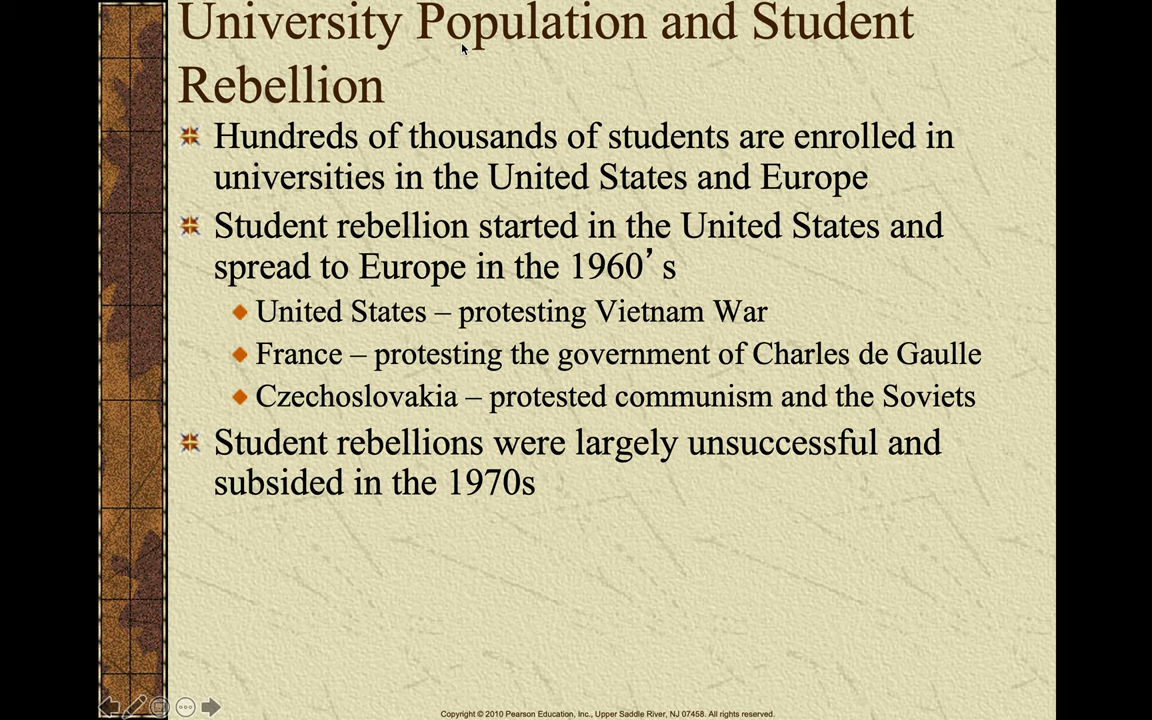 University Population and Student
Rebellion
Hundreds of thousands of students are enrolled in
universities in the United States and Europe
Student rebellion started in the United States and
spread to Europe in the 1960’s
United States – protesting Vietnam War
France – protesting the government of Charles de Gaulle
Czechoslovakia – protested communism and the Soviets
Student rebellions were largely unsuccessful and
subsided in the 1970s
Copyright © 2010 Pearson Education, Inc., Upper Saddle River, NJ 07458. All rights reserved.